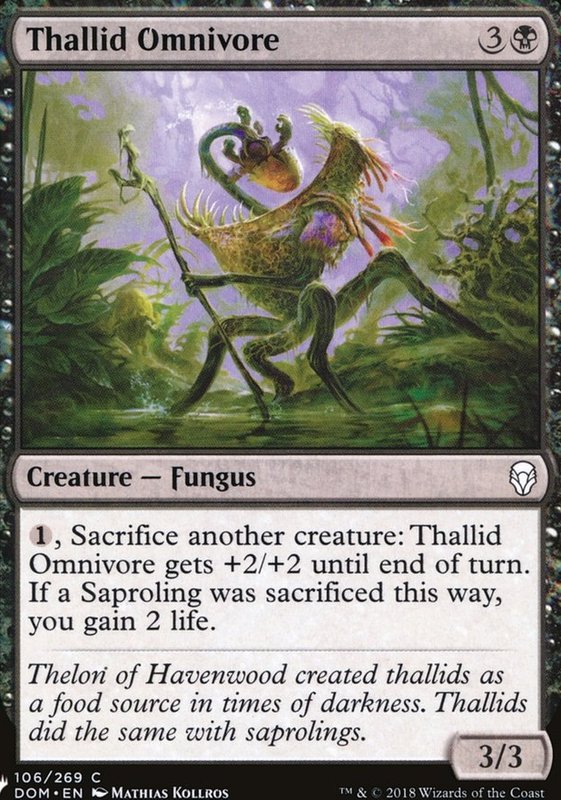 Thallid Omnivore 3
Creature — Fungus
1, Sacrifice another creature: Thallid
Omnivore gets +2/+2 until end of turn.
If a Saproling was sacrificed this way,
you gain 2 life.
Thelon of Havenwood created thallids as
a food source in times of darkness. Thallids
did the same with saprolings.
3/3
106/269 C
DOM • EN Mathias Kollros
™ & © 2018 Wizards of the Coast